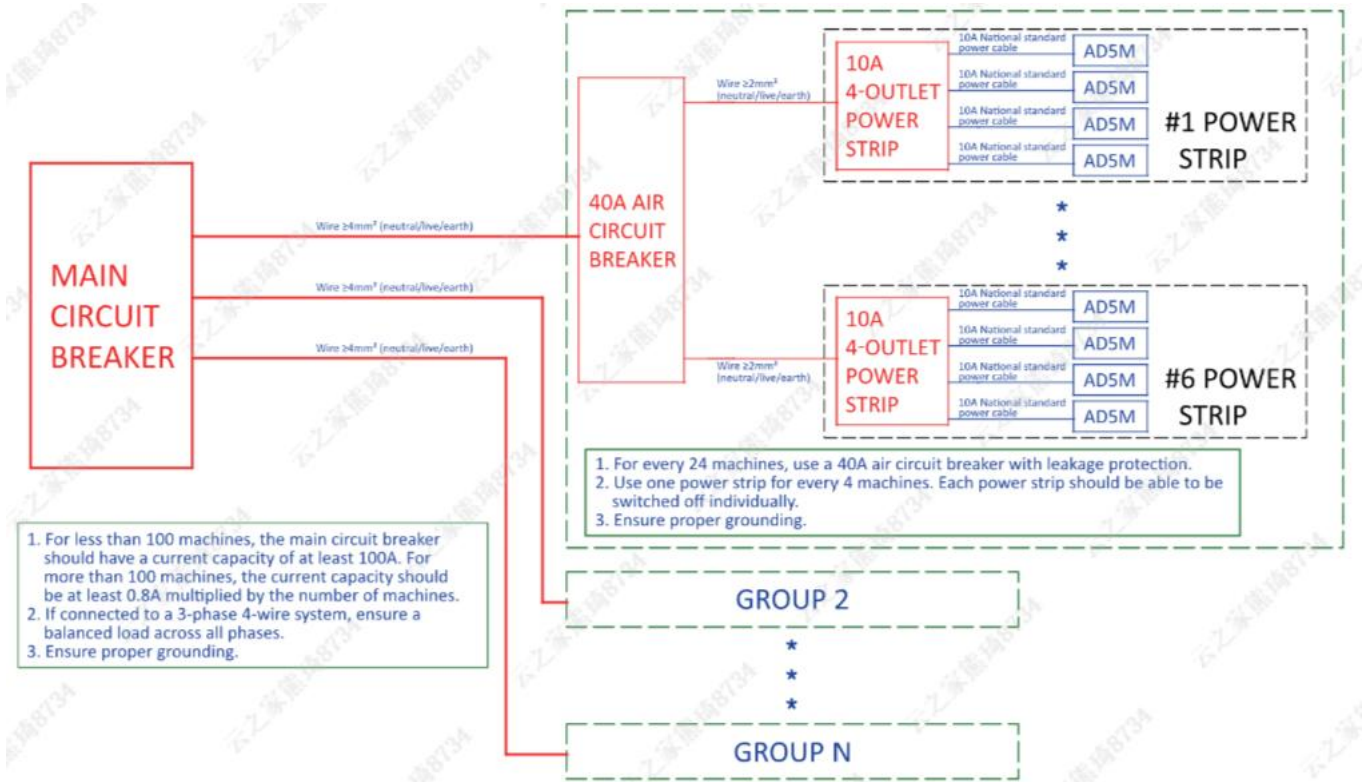 MAIN
CIRCUIT
BREAKER
Wire ≥4mm² (neutral/live/earth)
Wire ≥4mm² (neutral/live/earth)
Wire ≥4mm² (neutral/live/earth)
40A AIR
CIRCUIT
BREAKER
Wire ≥2mm²
(neutral/live/earth)
10A
4-OUTLET
POWER
STRIP
10A National standard
power cable
AD5M
10A National standard
power cable
AD5M
10A National standard
power cable
AD5M
10A National standard
power cable
AD5M
#1 POWER
STRIP
*
*
*
Wire ≥2mm²
(neutral/live/earth)
10A
4-OUTLET
POWER
STRIP
10A National standard
power cable
AD5M
10A National standard
power cable
AD5M
10A National standard
power cable
AD5M
10A National standard
power cable
AD5M
#6 POWER
STRIP
1. For every 24 machines, use a 40A air circuit breaker with leakage protection.
2. Use one power strip for every 4 machines. Each power strip should be able to be
switched off individually.
3. Ensure proper grounding.
1. For less than 100 machines, the main circuit breaker
should have a current capacity of at least 100A. For
more than 100 machines, the current capacity should
be at least 0.8A multiplied by the number of machines.
2. If connected to a 3-phase 4-wire system, ensure a
balanced load across all phases.
3. Ensure proper grounding.
GROUP 2
*
*
*
GROUP N
云之家熊琦8734